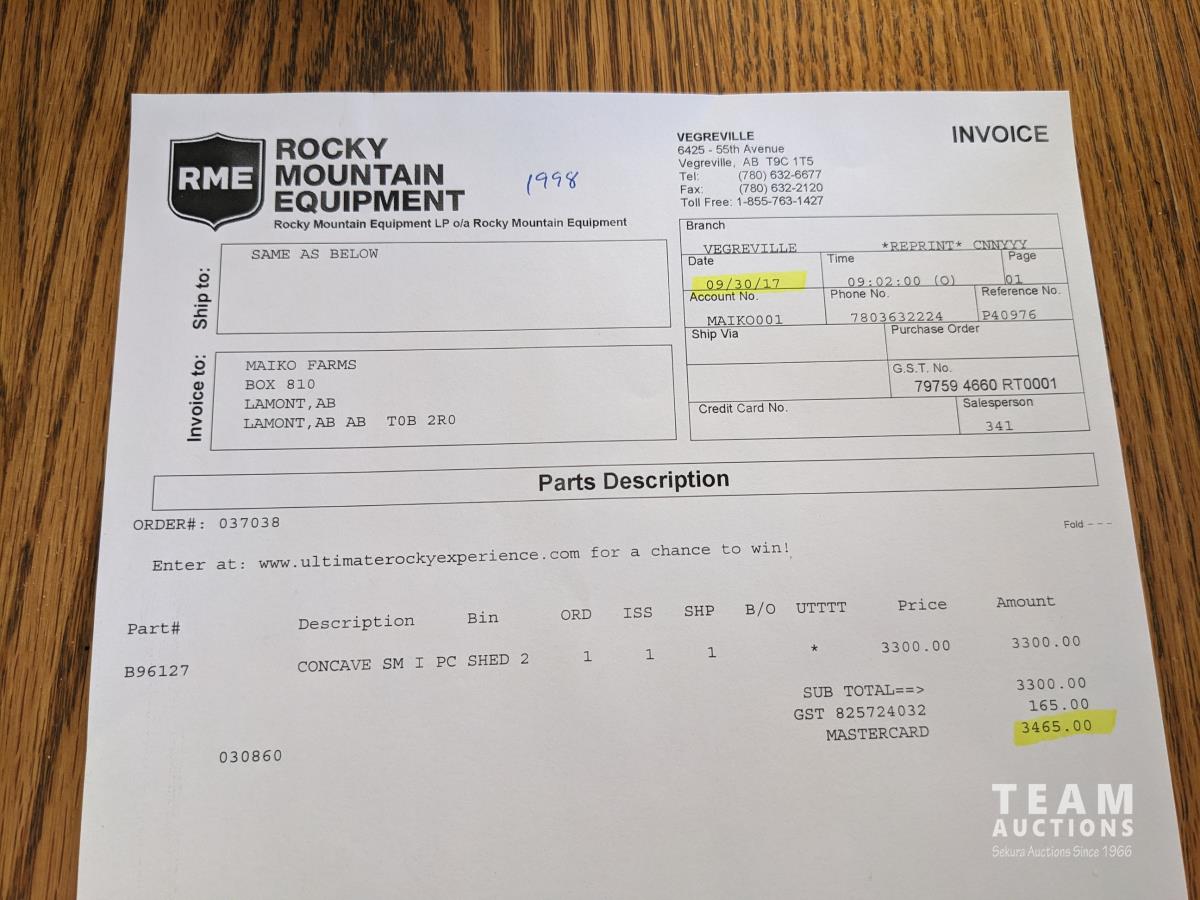 RME
ROCKY
MOUNTAIN
EQUIPMENT
Rocky Mountain Equipment LP o/a Rocky Mountain Equipment
1998
VEGREVILLE
6425 - 55th Avenue
Vegreville, AB T9C 1T5
Tel: (780) 632-6677
Fax: (780) 632-2120
Toll Free: 1-855-763-1427
INVOICE
Ship to:
SAME AS BELOW
Invoice to:
MAIKO FARMS
BOX 810
LAMONT,AB
LAMONT,AB AB T0B 2R0
Branch
VEGREVILLE *REPRINT* CNNYYY
Date Time Page
09/30/17 09:02:00 (O) 01
Account No. Phone No. Reference No.
MAIKO001 7803632224 P40976
Ship Via Purchase Order
G.S.T. No.
79759 4660 RT0001
Credit Card No. Salesperson
341
Parts Description
ORDER#: 037038
Fold - - -
Enter at: www.ultimaterockyexperience.com for a chance to win!
Part# Description Bin ORD ISS SHP B/O UTTTT Price Amount
B96127 CONCAVE SM I PC SHED 2 1 1 1 * 3300.00 3300.00
SUB TOTAL==> 3300.00
GST 825724032 165.00
MASTERCARD 3465.00
030860
TEAM
AUCTIONS
Sekura Auctions Since 1966